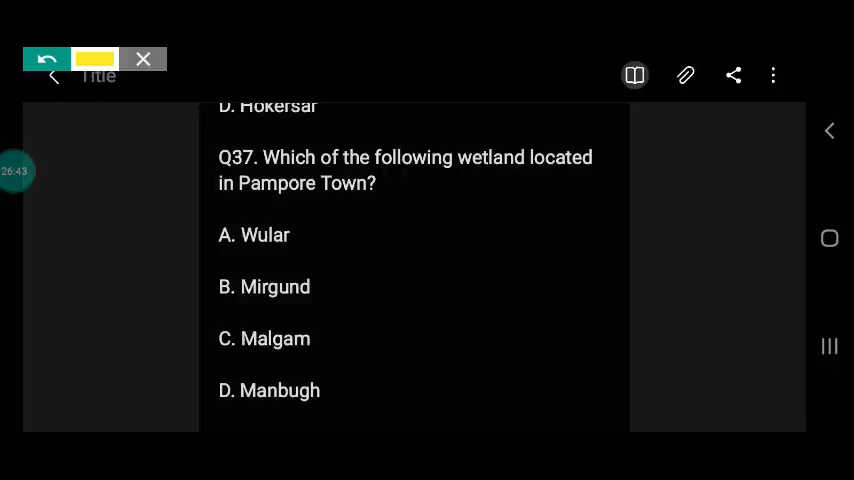 Title
D. Hokersar
Q37. Which of the following wetland located
in Pampore Town?
26:43
A. Wular
B. Mirgund
C. Malgam
D. Manbugh